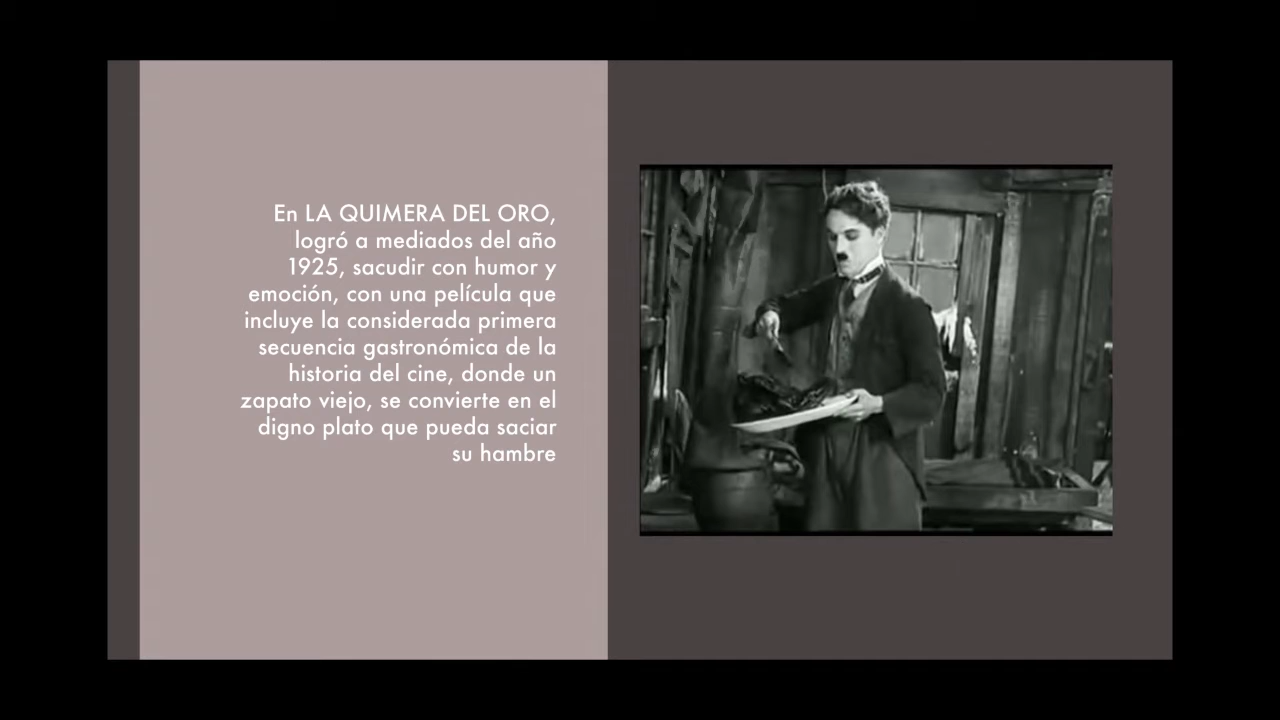 En LA QUIMERA DEL ORO,
logró a mediados del año
1925, sacudir con humor y
emoción, con una película que
incluye la considerada primera
secuencia gastronómica de la
historia del cine, donde un
zapato viejo, se convierte en el
digno plato que pueda saciar
su hambre